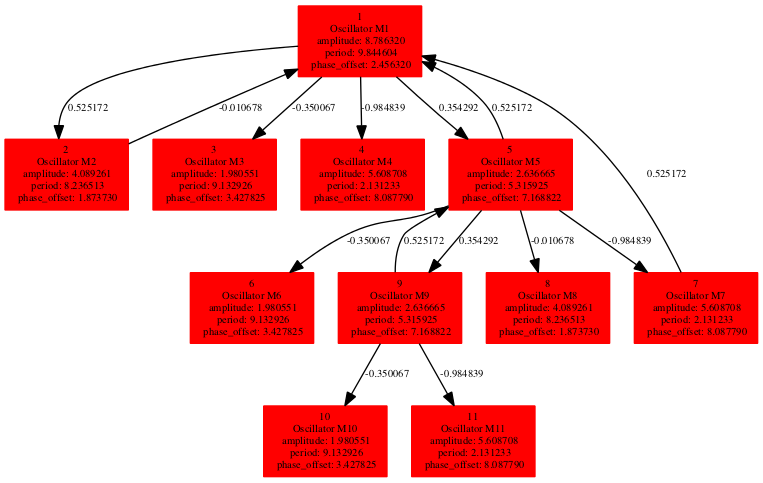 1
Oscillator M1
amplitude: 8.786320
period: 9.844604
phase_offset: 2.456320
0.525172
-0.010678
-0.350067
-0.984839
0.354292
0.525172
2
Oscillator M2
amplitude: 4.089261
period: 8.236513
phase_offset: 1.873730
3
Oscillator M3
amplitude: 1.980551
period: 9.132926
phase_offset: 3.427825
4
Oscillator M4
amplitude: 5.608708
period: 2.131233
phase_offset: 8.087790
5
Oscillator M5
amplitude: 2.636665
period: 5.315925
phase_offset: 7.168822
0.525172
-0.350067
0.525172
0.354292
-0.010678
-0.984839
6
Oscillator M6
amplitude: 1.980551
period: 9.132926
phase_offset: 3.427825
9
Oscillator M9
amplitude: 2.636665
period: 5.315925
phase_offset: 7.168822
8
Oscillator M8
amplitude: 4.089261
period: 8.236513
phase_offset: 1.873730
7
Oscillator M7
amplitude: 5.608708
period: 2.131233
phase_offset: 8.087790
-0.350067
-0.984839
10
Oscillator M10
amplitude: 1.980551
period: 9.132926
phase_offset: 3.427825
11
Oscillator M11
amplitude: 5.608708
period: 2.131233
phase_offset: 8.087790